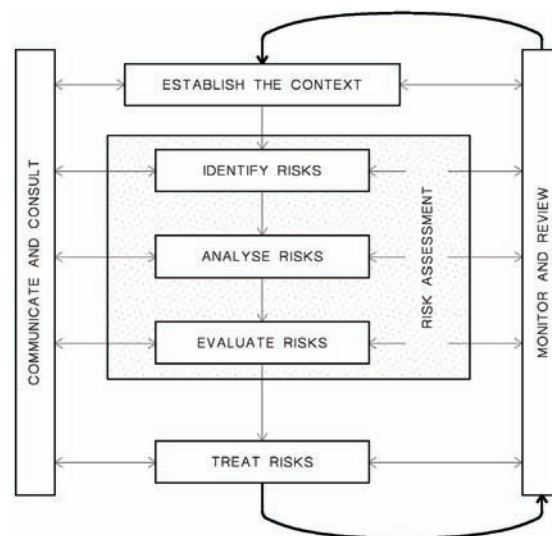 ESTABLISH THE CONTEXT
COMMUNICATE AND CONSULT
IDENTIFY RISKS
ANALYSE RISKS
EVALUATE RISKS
RISK ASSESSMENT
MONITOR AND REVIEW
TREAT RISKS